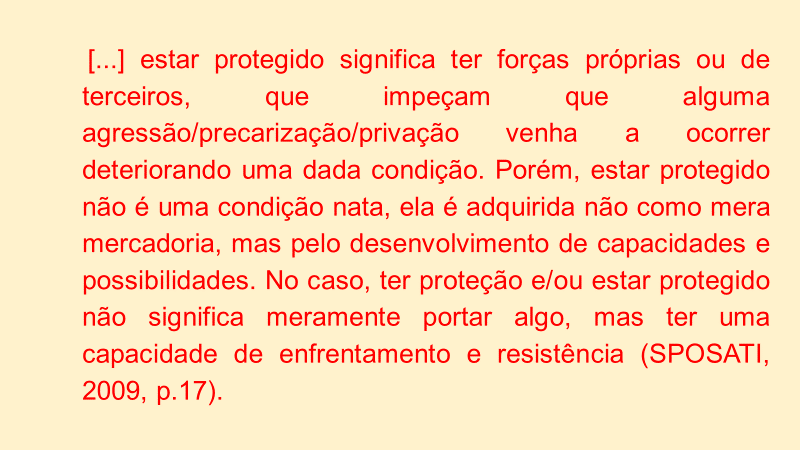 [...] estar protegido significa ter forças próprias ou de
terceiros, que impeçam que alguma
agressão/precarização/privação venha a ocorrer
deteriorando uma dada condição. Porém, estar protegido
não é uma condição nata, ela é adquirida não como mera
mercadoria, mas pelo desenvolvimento de capacidades e
possibilidades. No caso, ter proteção e/ou estar protegido
não significa meramente portar algo, mas ter uma
capacidade de enfrentamento e resistência (SPOSATI,
2009, p.17).